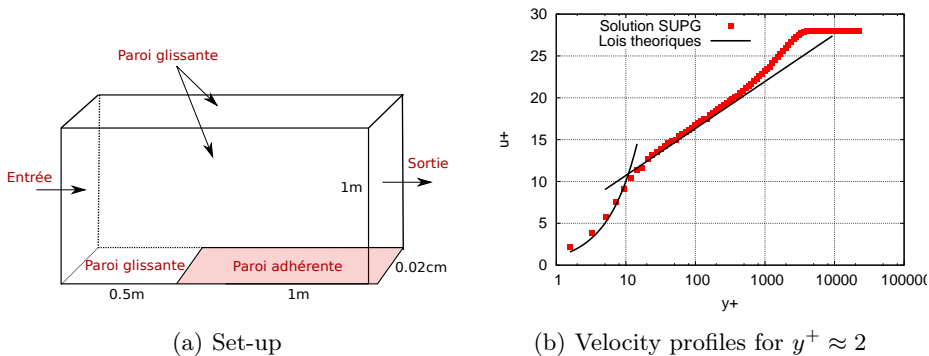 Paroi glissante
Entrée
Sortie
1m
Paroi glissante
Paroi adhérente
0.02cm
0.5m
1m
(a) Set-up
Solution SUPG
Lois theoriques
u+
30
25
20
15
10
5
0
1
10
100
1000
10000
100000
y+
(b) Velocity profiles for y⁺ ≈ 2